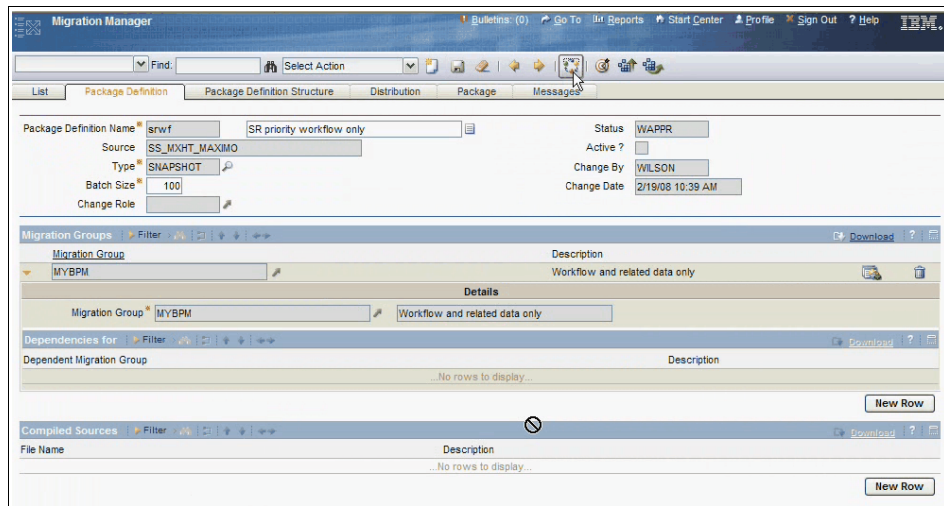 Migration Manager
Bulletins: (0) Go To Reports Start Center Profile Sign Out ? Help IBM.
Find: Select Action
List Package Definition Package Definition Structure Distribution Package Messages
Package Definition Name* srwf SR priority workflow only Status WAPPR
Source SS_MXHT_MAXIMO Active ?
Type* SNAPSHOT Change By WILSON
Batch Size* 100 Change Date 2/19/08 10:39 AM
Change Role
Migration Groups Filter Download ?
Migration Group Description
MYBPM Workflow and related data only
Details
Migration Group* MYBPM Workflow and related data only
Dependencies for Filter Download ?
Dependent Migration Group Description
...No rows to display...
New Row
Compiled Sources Filter Download ?
File Name Description
...No rows to display...
New Row